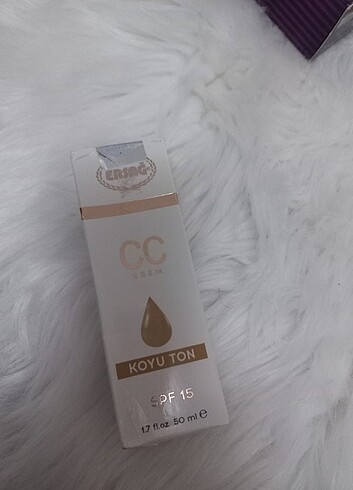 ERSAĞ
CC
KREM
KOYU TON
SPF 15
1.7 fl.oz. 50 ml ℮